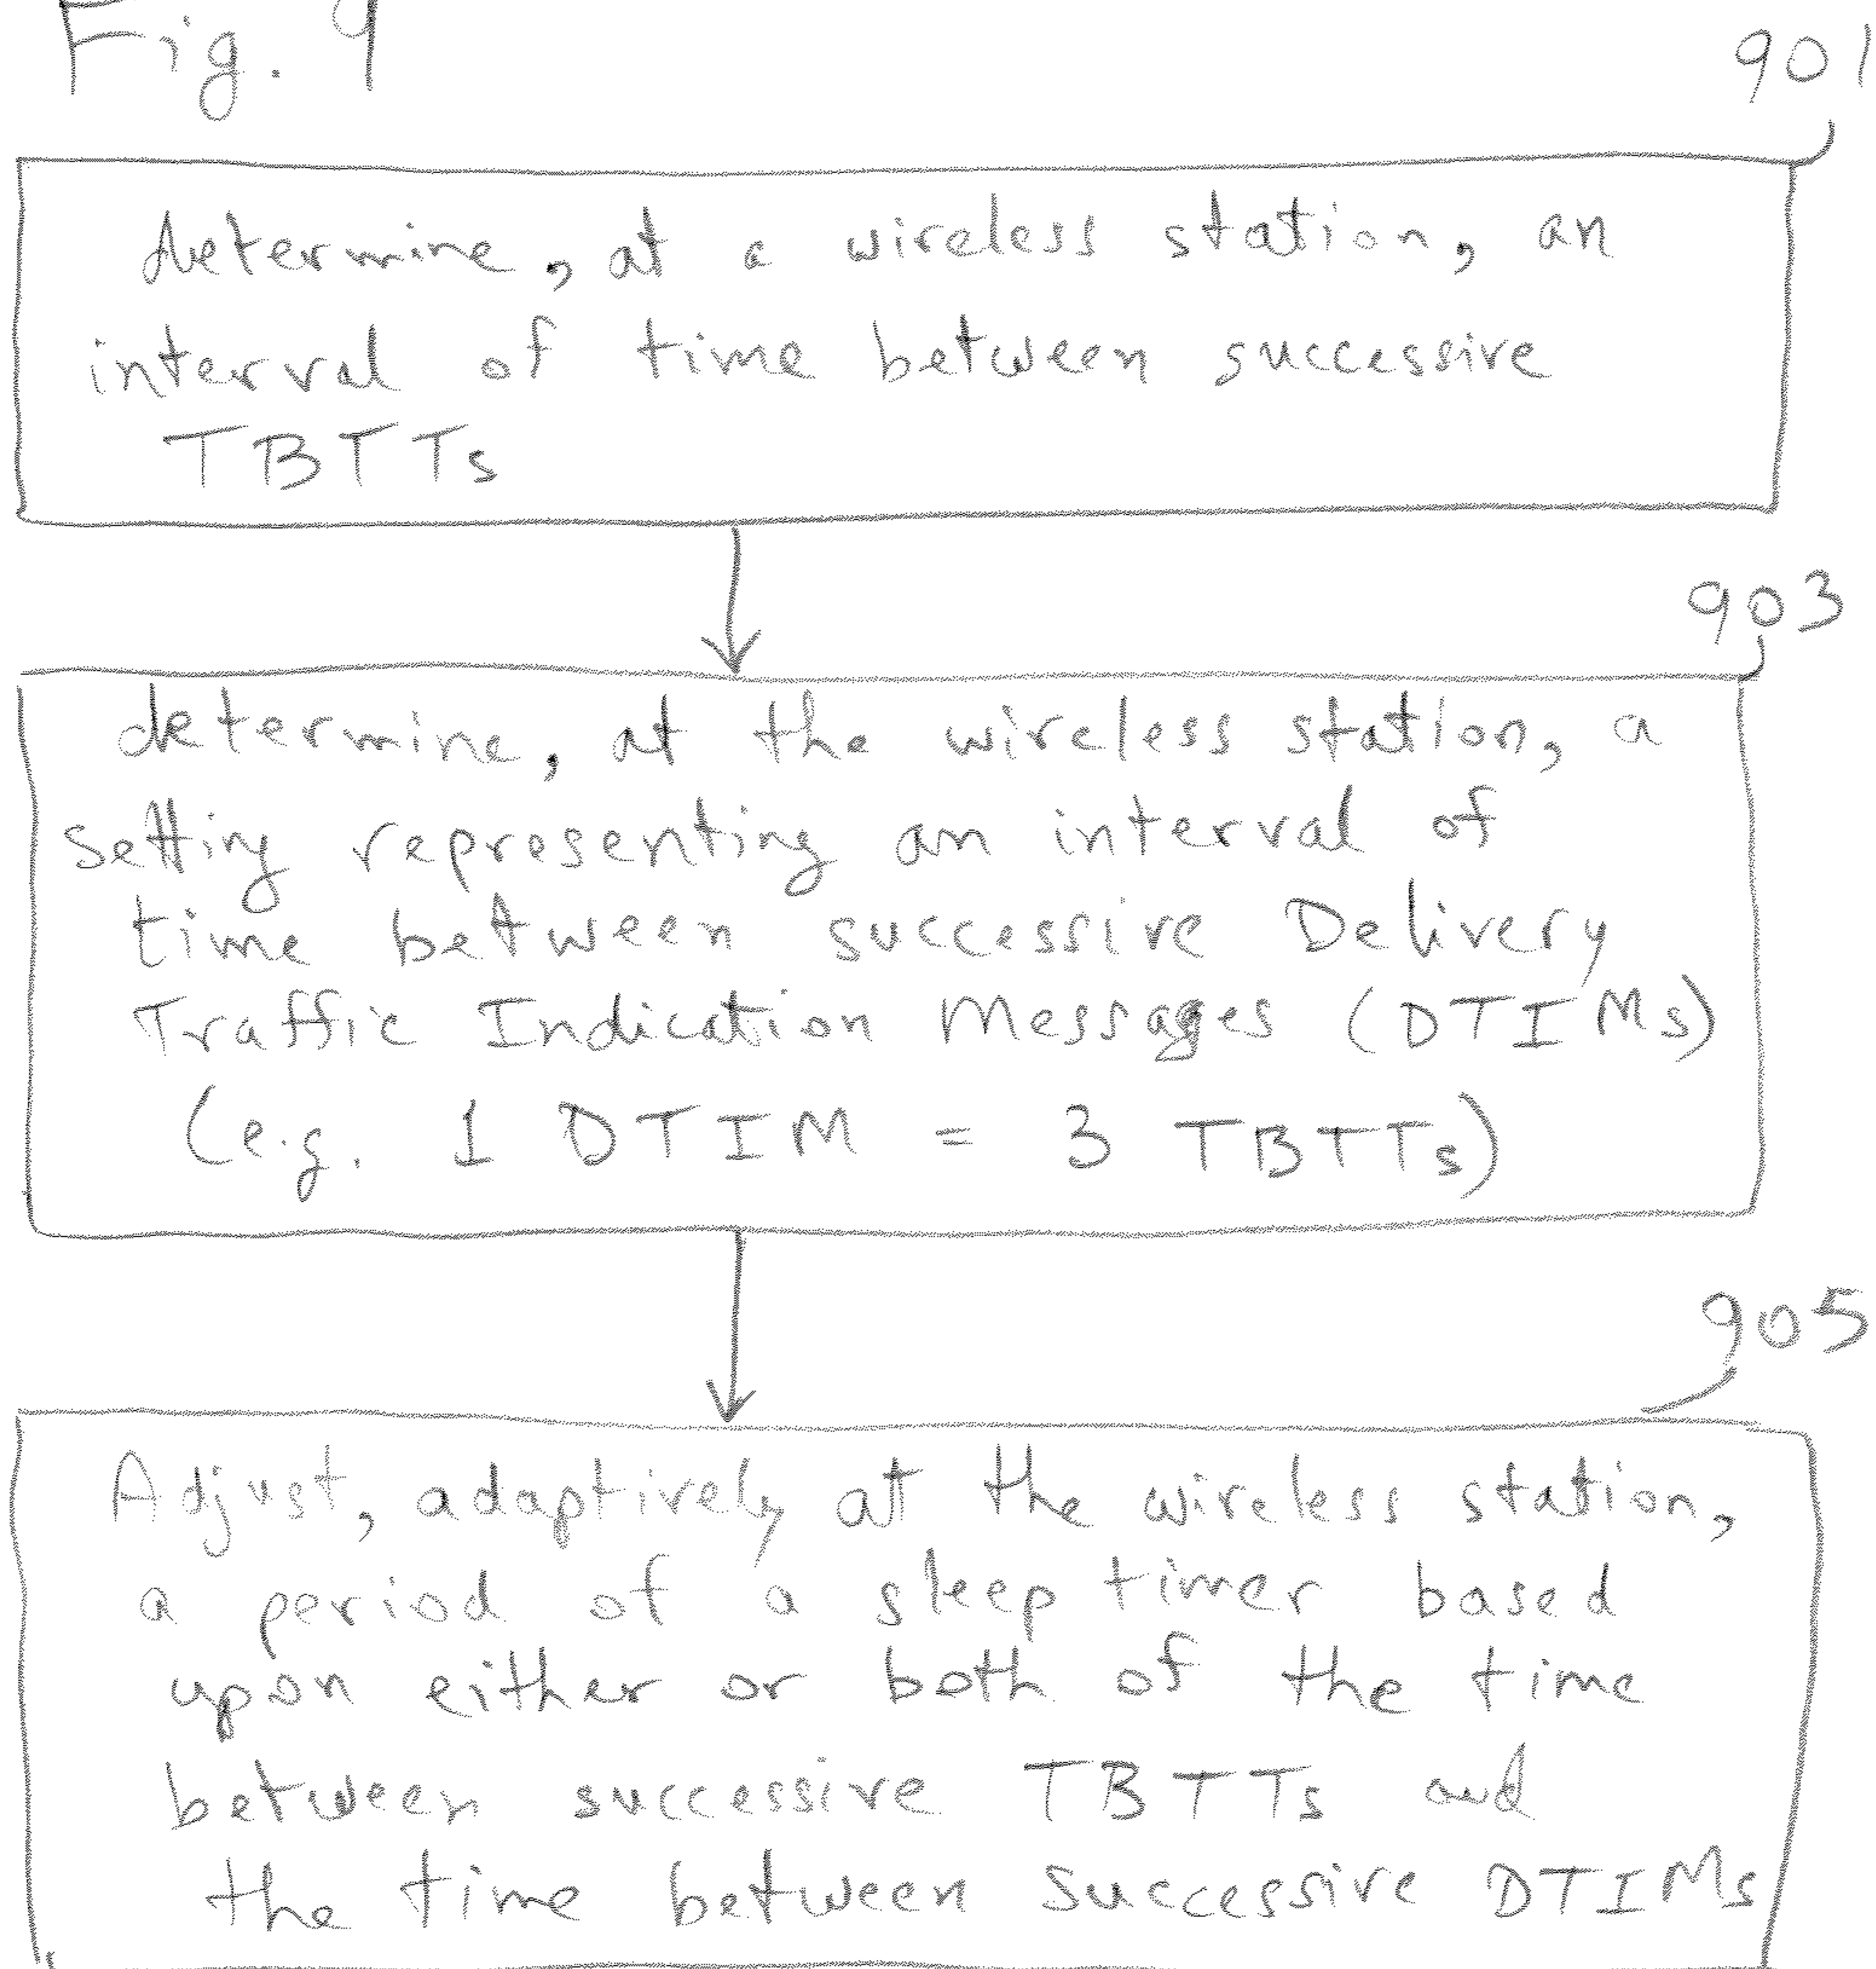 Fig. 9
901
determine, at a wireless station, an
interval of time between successive
TBTTs
903
determine, at the wireless station, a
setting representing an interval of
time between successive Delivery
Traffic Indication Messages (DTIMs)
(e.g. 1 DTIM = 3 TBTTs)
905
Adjust, adaptively at the wireless station,
a period of a sleep timer based
upon either or both of the time
between successive TBTTs and
the time between successive DTIMs